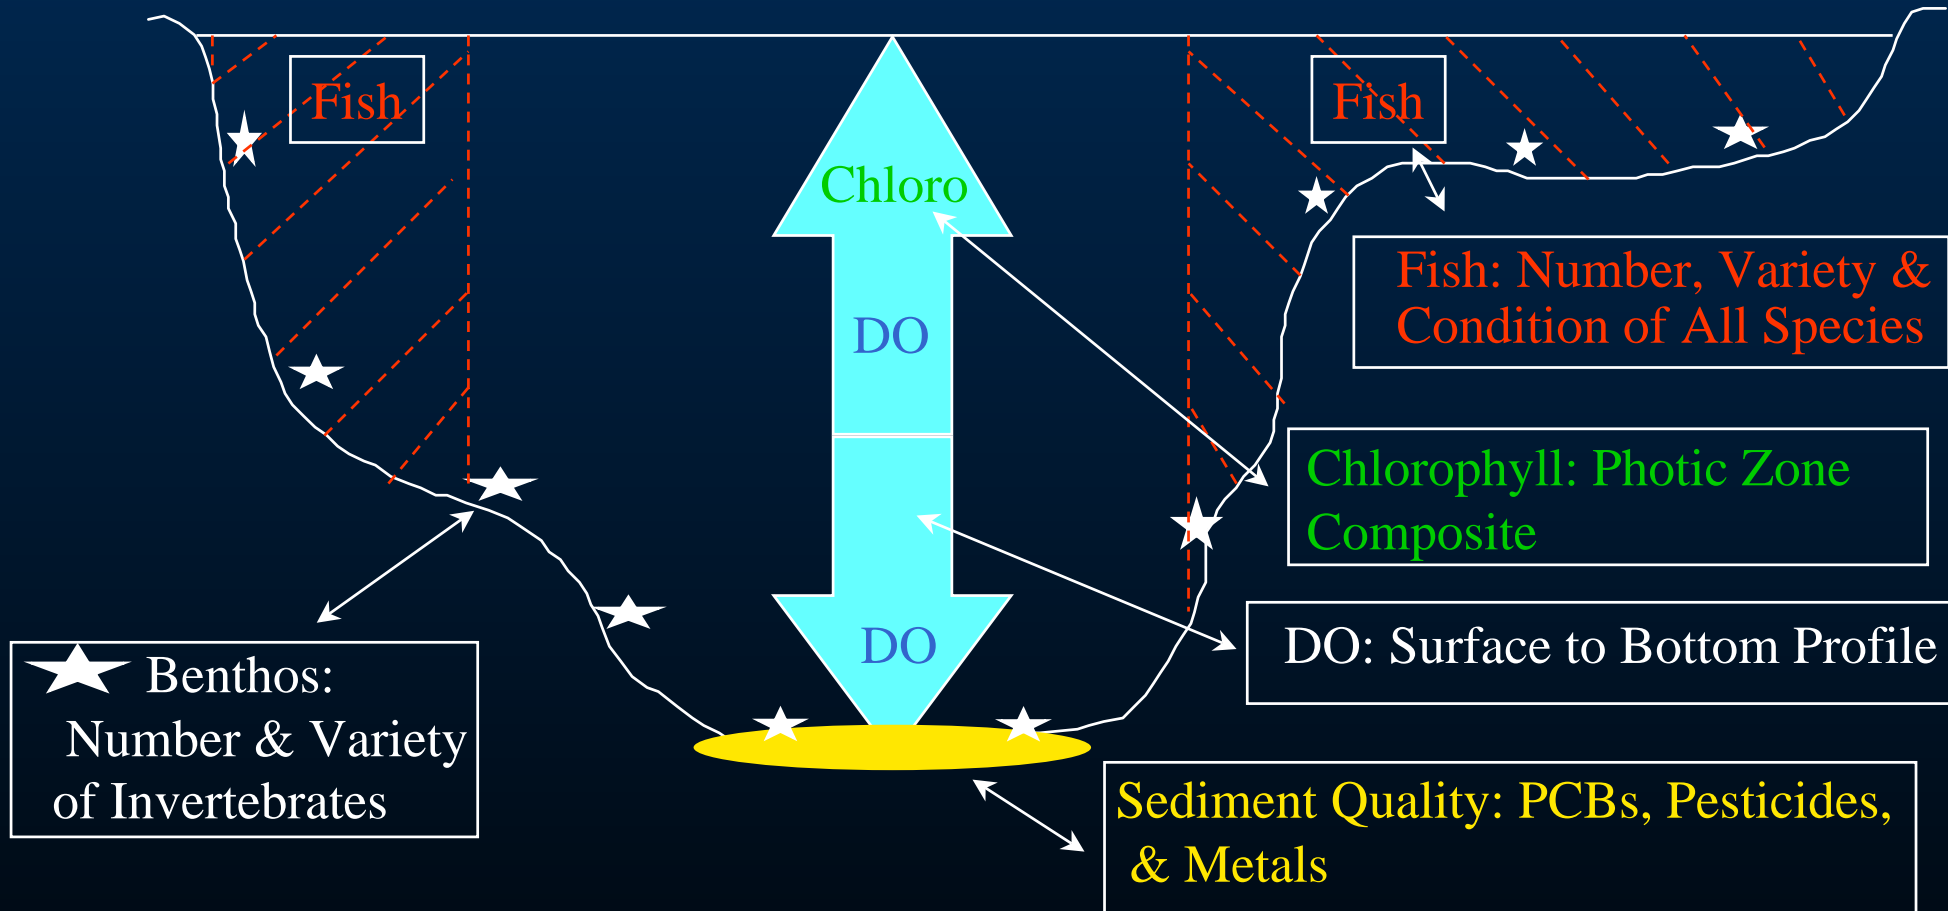 Fish
Fish
Chloro
Fish: Number, Variety &
Condition of All Species
DO
Chlorophyll: Photic Zone
Composite
DO
DO: Surface to Bottom Profile
Benthos:
Number & Variety
of Invertebrates
Sediment Quality: PCBs, Pesticides,
& Metals